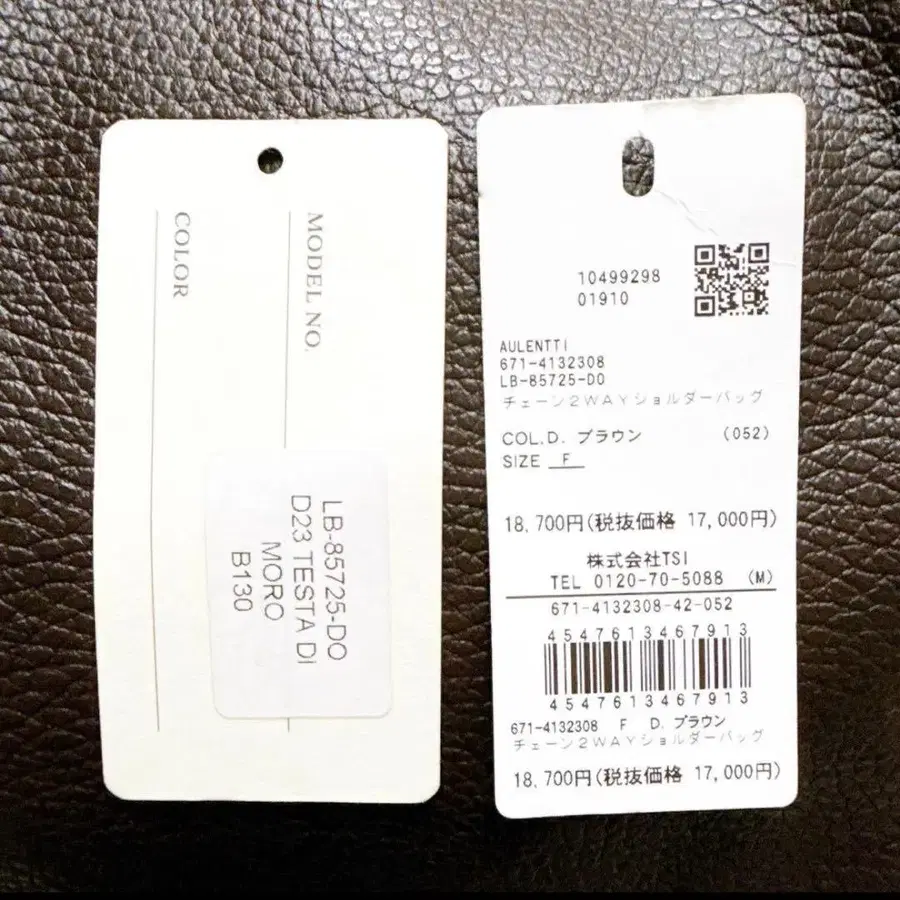 MODEL NO.
COLOR
LB-85725-DO
D23 TESTA DI
MORO
B130
10499298
01910
AULENTTI
671-4132308
LB-85725-DO
チェーン2WAYショルダーバッグ
COL.D. ブラウン (052)
SIZE F
18,700円(税抜価格 17,000円)
株式会社TSI
TEL 0120-70-5088 (M)
671-4132308-42-052
4547613467913
4547613467913
671-4132308 F D. ブラウン
チェーン2WAYショルダーバッグ
18,700円(税抜価格 17,000円)